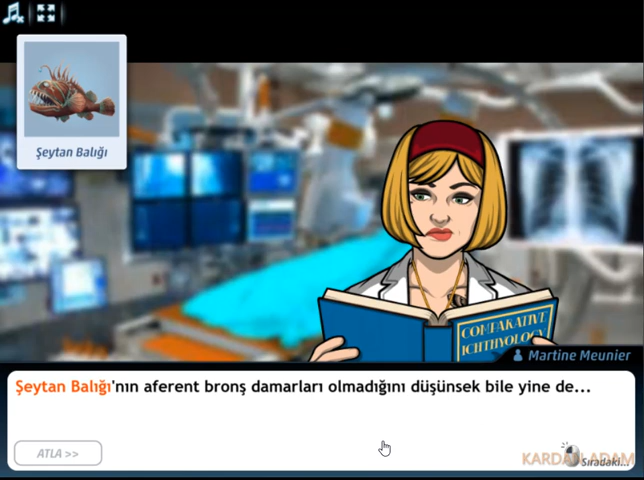 Şeytan Balığı
COMPARATIVE
ICHTHYOLOGY
Martine Meunier
Şeytan Balığı'nın aferent bronş damarları olmadığını düşünsek bile yine de...
ATLA >>
Sıradaki...